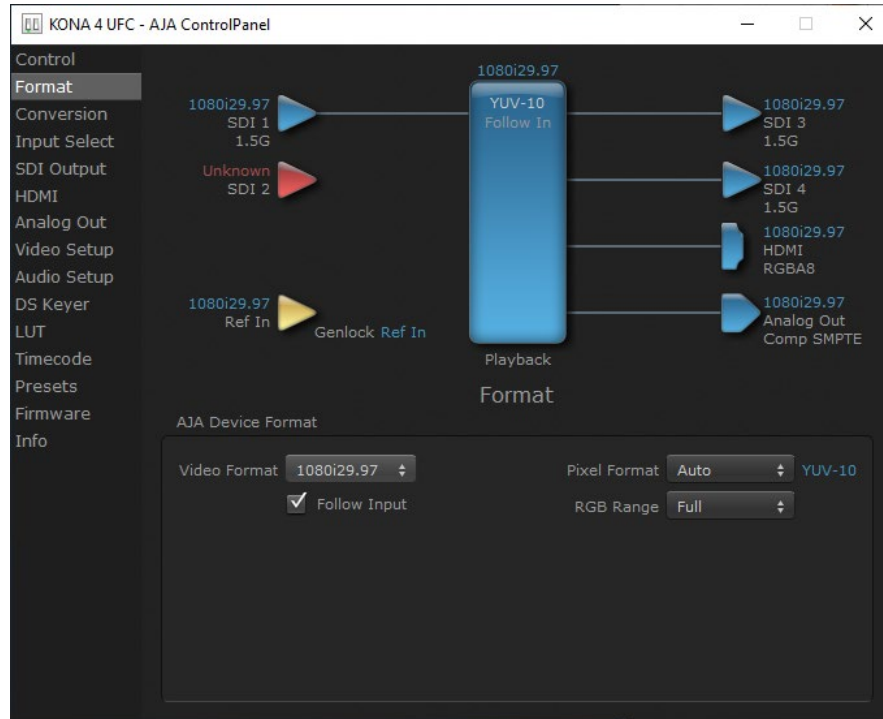 KONA 4 UFC - AJA ControlPanel
Control
Format
Conversion
Input Select
SDI Output
HDMI
Analog Out
Video Setup
Audio Setup
DS Keyer
LUT
Timecode
Presets
Firmware
Info
1080i29.97
YUV-10
Follow In
1080i29.97
SDI 1
1.5G
Unknown
SDI 2
1080i29.97
Ref In
Genlock Ref In
1080i29.97
SDI 3
1.5G
1080i29.97
SDI 4
1.5G
1080i29.97
HDMI
RGBA8
1080i29.97
Analog Out
Comp SMPTE
Playback
Format
AJA Device Format
Video Format 1080i29.97
Follow Input
Pixel Format Auto YUV-10
RGB Range Full